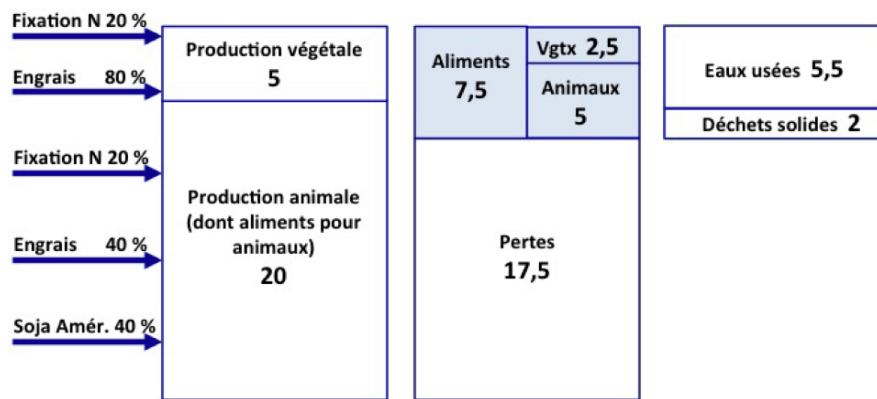 Fixation N 20 %
Engrais 80 %
Fixation N 20 %
Engrais 40 %
Soja Amér. 40 %
Production végétale
5
Production animale
(dont aliments pour
animaux)
20
Aliments
7,5
Vgtx 2,5
Animaux
5
Pertes
17,5
Eaux usées 5,5
Déchets solides 2